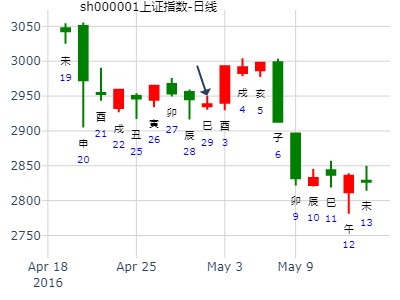 sh000001上证指数-日线
3050
3000
2950
2900
2850
2800
2750
未
19
申
20
酉
21
戌
22
丑
25
寅
26
卯
27
辰
28
巳
29
酉
3
戌
4
亥
5
子
6
卯
9
辰
10
巳
11
午
12
未
13
Apr 18
2016
Apr 25
May 3
May 9